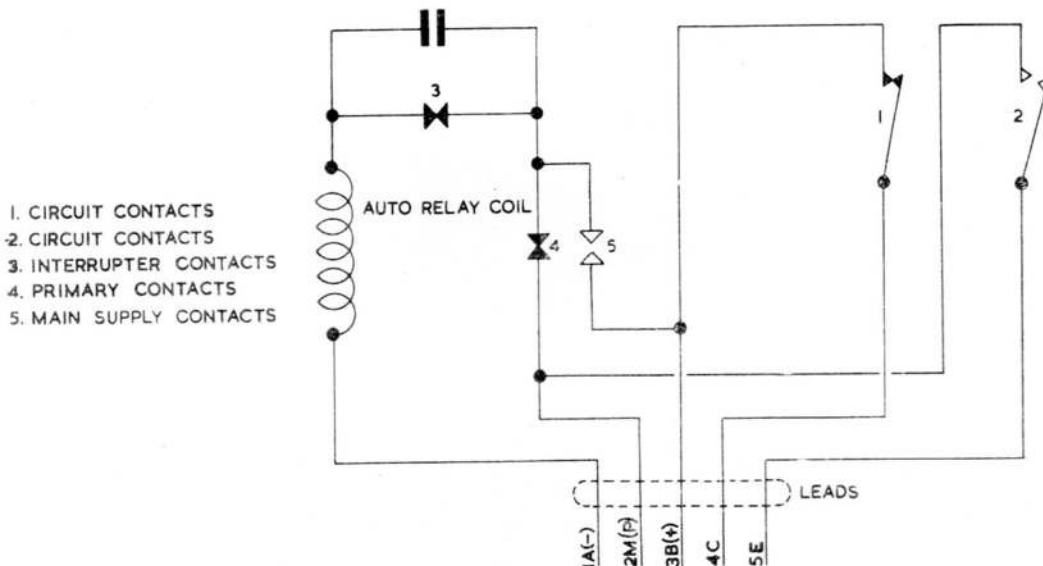 3
1
2
AUTO RELAY COIL
4
5
1. CIRCUIT CONTACTS
2. CIRCUIT CONTACTS
3. INTERRUPTER CONTACTS
4. PRIMARY CONTACTS
5. MAIN SUPPLY CONTACTS
LEADS
1A(-)
2M(P)
3B(+)
4C
5E